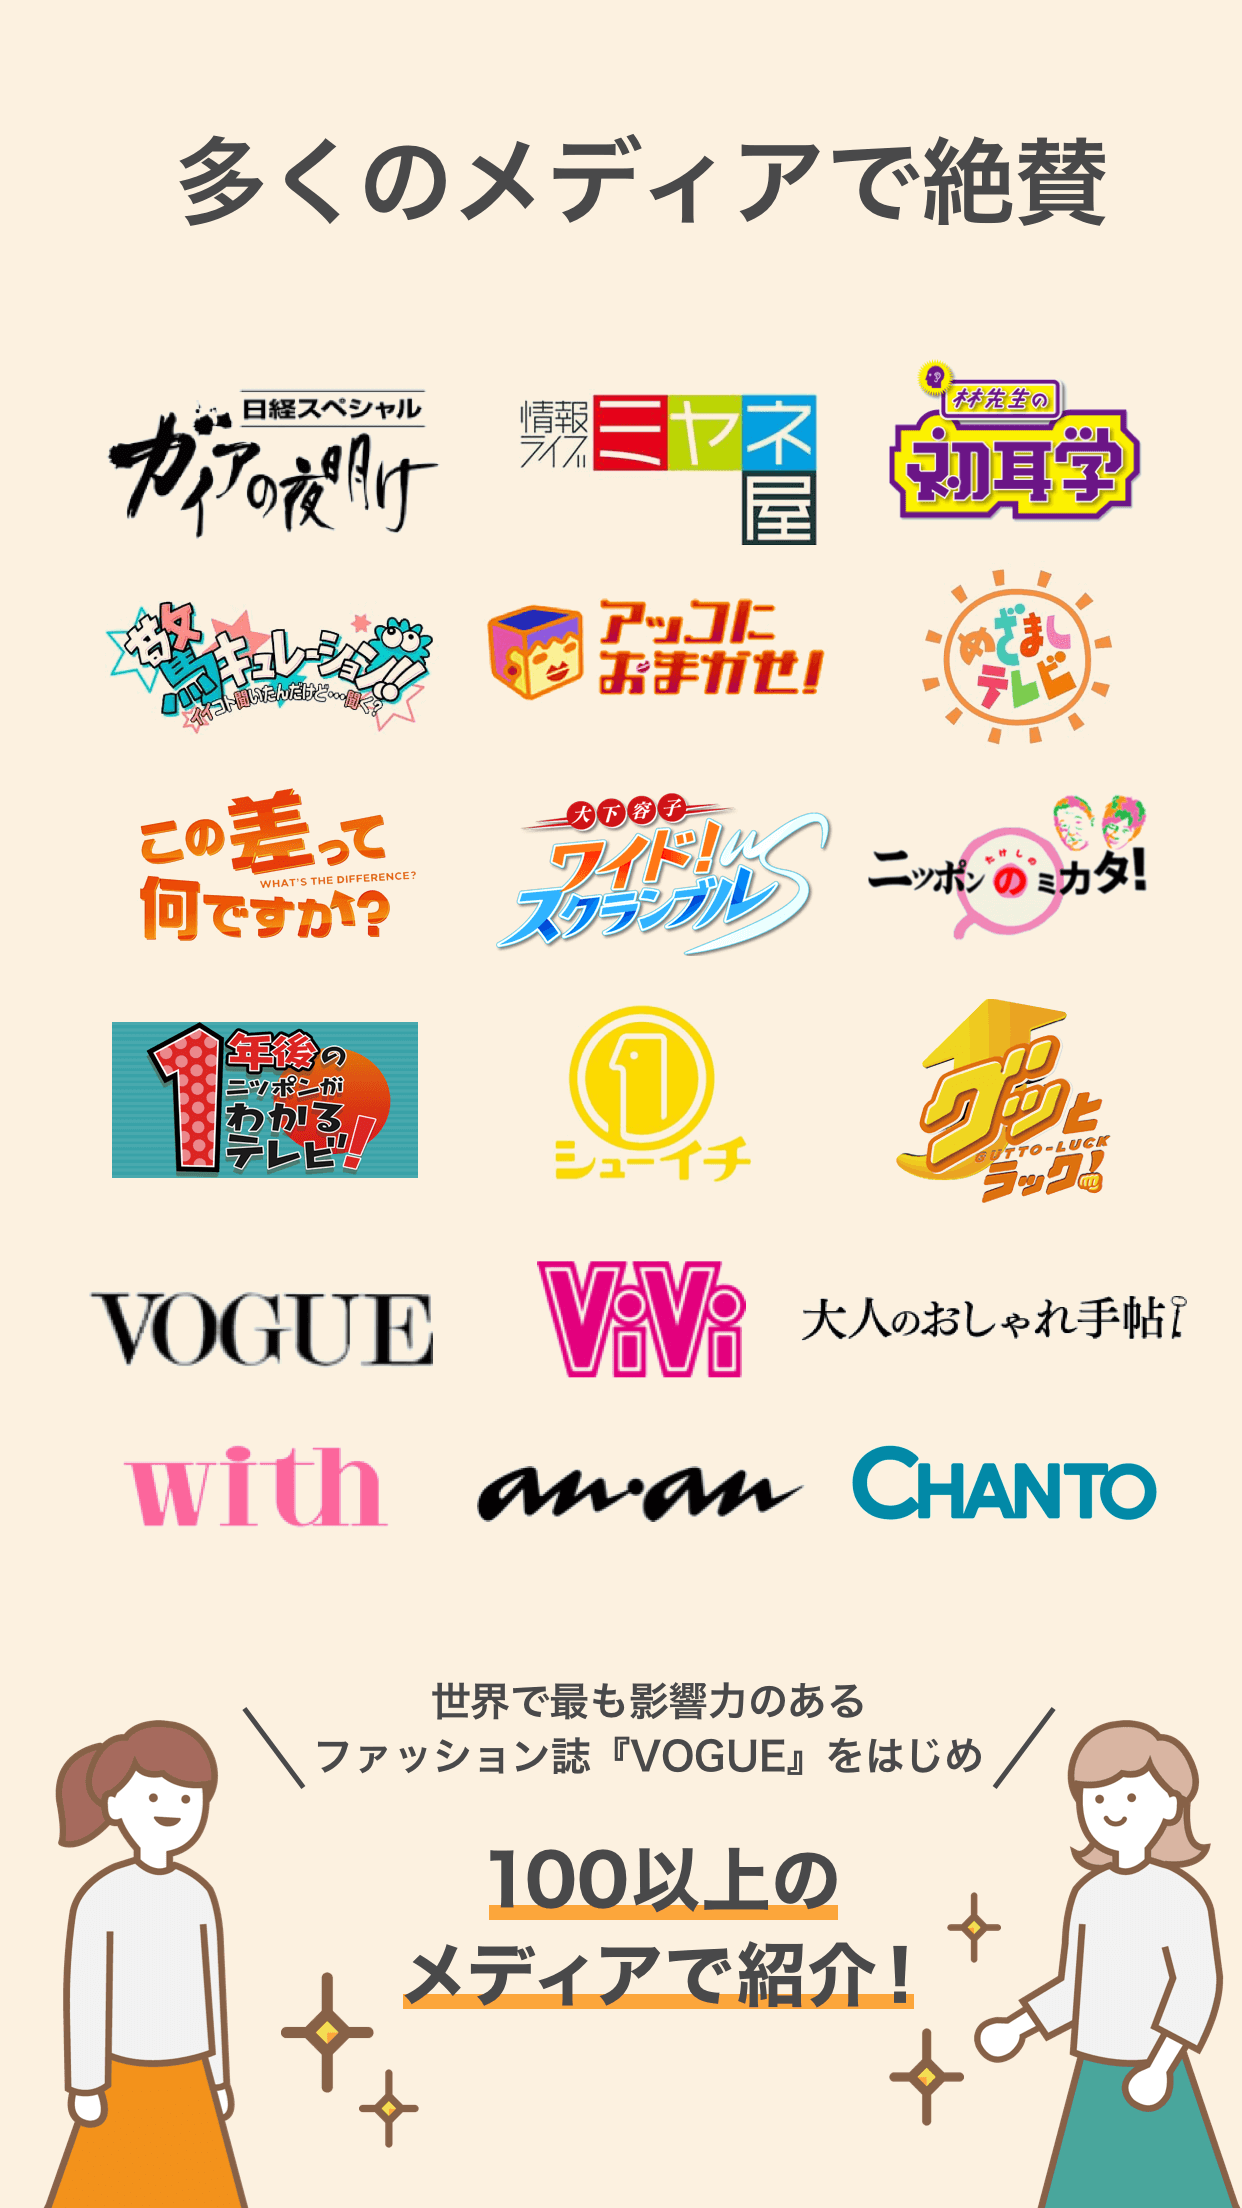 多くのメディアで絶賛
日経スペシャル
ガイアの夜明け
情報
ライブ
ミヤネ
屋
林先生の
初耳学
驚キュレーション!!
イイコト聞いたんだけど…聞く?
アッコに
おまかせ!
めざまし
テレビ
この差って
WHAT'S THE DIFFERENCE?
何ですか?
大下容子
ワイド!
スクランブル
たけしの
ニッポンのミカタ!
1年後の
ニッポンが
わかる
テレビ!
1
シューイチ
グッと
GUTTO-LUCK
ラック!
VOGUE
ViVi
大人のおしゃれ手帖
with
an・an
CHANTO
世界で最も影響力のある
ファッション誌『VOGUE』をはじめ
100以上の
メディアで紹介!